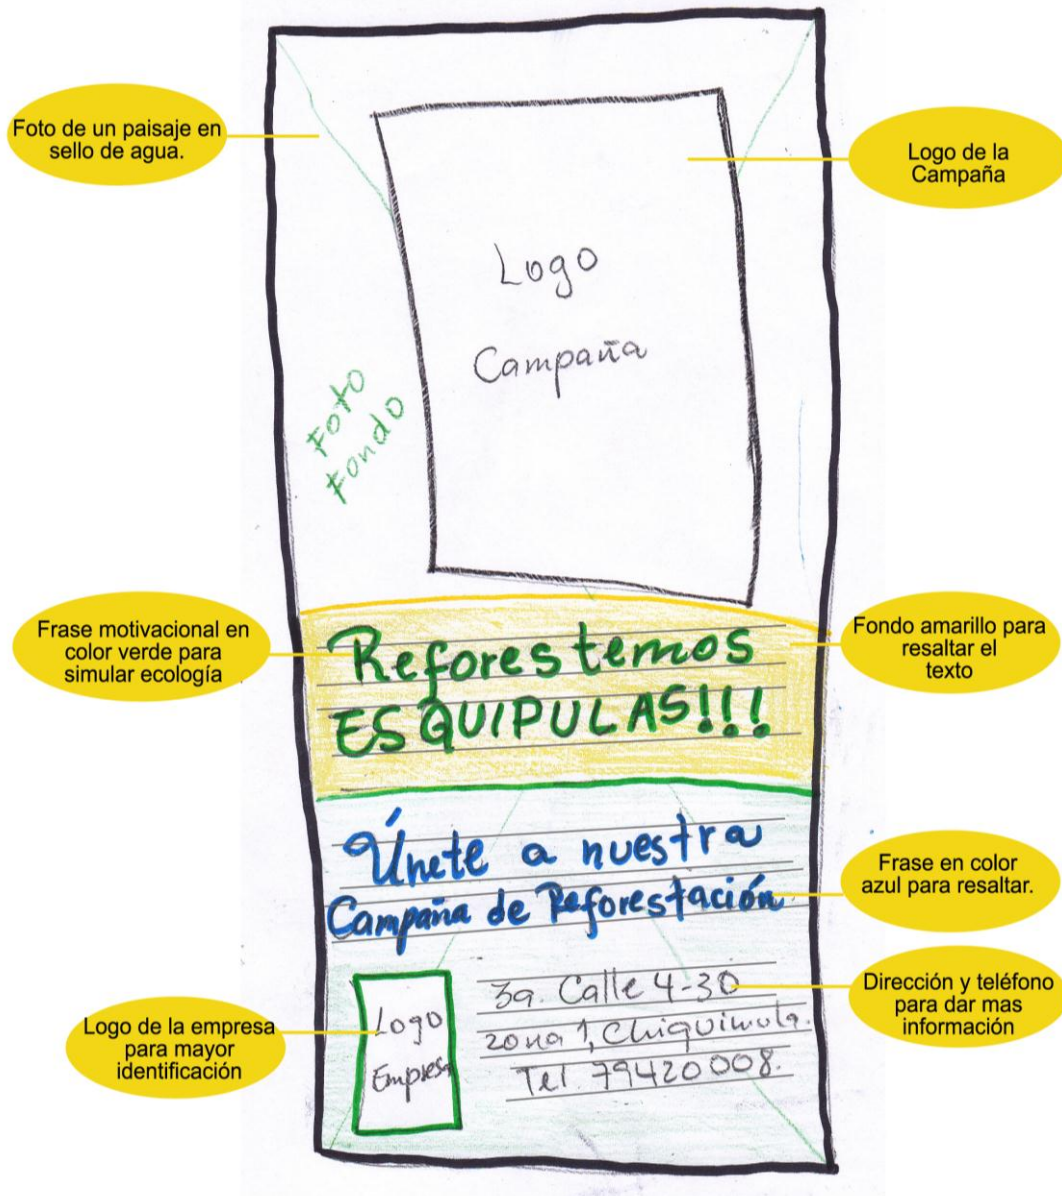 Foto de un paisaje en
sello de agua.
Logo de la
Campaña
Logo
Campaña
Foto
Fondo
Frase motivacional en
color verde para
simular ecología
Reforestemos
ESQUIPULAS!!!
Fondo amarillo para
resaltar el
texto
Únete a nuestra
Campaña de Reforestación
Frase en color
azul para resaltar.
Logo de la empresa
para mayor
identificación
Logo
Empresa
3a. Calle 4-30
zona 1, Chiquimula.
Tel. 79420008.
Dirección y teléfono
para dar mas
información